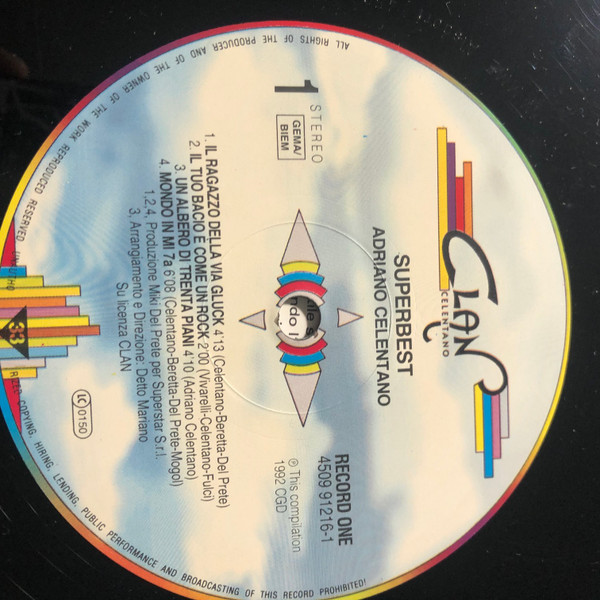 CLAN
CELENTANO
SUPERBEST
ADRIANO CELENTANO
1
STEREO
GEMA/
BIEM
RECORD ONE
4509 91216-1
℗ This compilation
1992 CGD
1. IL RAGAZZO DELLA VIA GLUCK 4'13 (Celentano-Beretta-Del Prete)
2. IL TUO BACIO È COME UN ROCK 2'00 (Vivarelli-Celentano-Fulci)
3. UN ALBERO DI TRENTA PIANI 4'10 (Adriano Celentano)
4. MONDO IN MI 7a 6'08 (Celentano-Beretta-Del Prete-Mogol)
1,2,4, Produzione Miki Del Prete per Superstar S.r.l.
3. Arrangiamento e Direzione: Detto Mariano
Su licenza CLAN
LC 0150
33
ALL RIGHTS OF THE PRODUCER AND OF THE OWNER OF THE WORK REPRODUCED RESERVED COPYING, HIRING, LENDING, PUBLIC PERFORMANCE AND BROADCASTING OF THIS RECORD PROHIBITED!